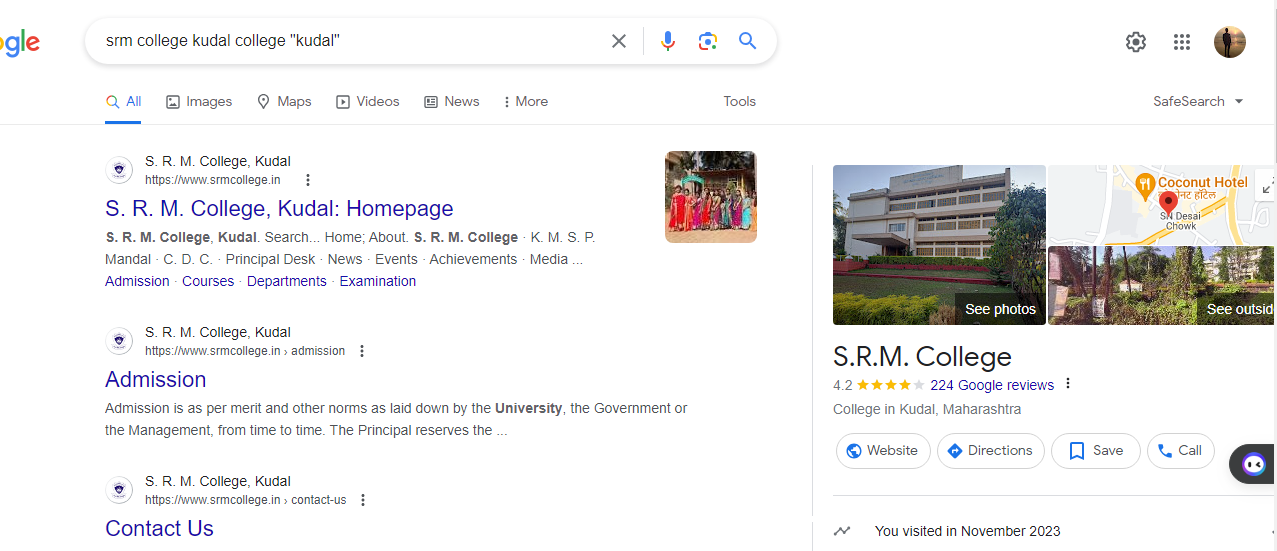 ogle
srm college kudal college "kudal"
All Images Maps Videos News More Tools SafeSearch
S. R. M. College, Kudal
https://www.srmcollege.in
S. R. M. College, Kudal: Homepage
S. R. M. College, Kudal. Search... Home; About. S. R. M. College · K. M. S. P.
Mandal · C. D. C. · Principal Desk · News · Events · Achievements · Media ...
Admission · Courses · Departments · Examination
S. R. M. College, Kudal
https://www.srmcollege.in › admission
Admission
Admission is as per merit and other norms as laid down by the University, the Government or
the Management, from time to time. The Principal reserves the ...
S. R. M. College, Kudal
https://www.srmcollege.in › contact-us
Contact Us
Coconut Hotel
कोकोनट हॉटेल
SN Desai
Chowk
See photos
See outsid
S.R.M. College
4.2 224 Google reviews
College in Kudal, Maharashtra
Website Directions Save Call
You visited in November 2023